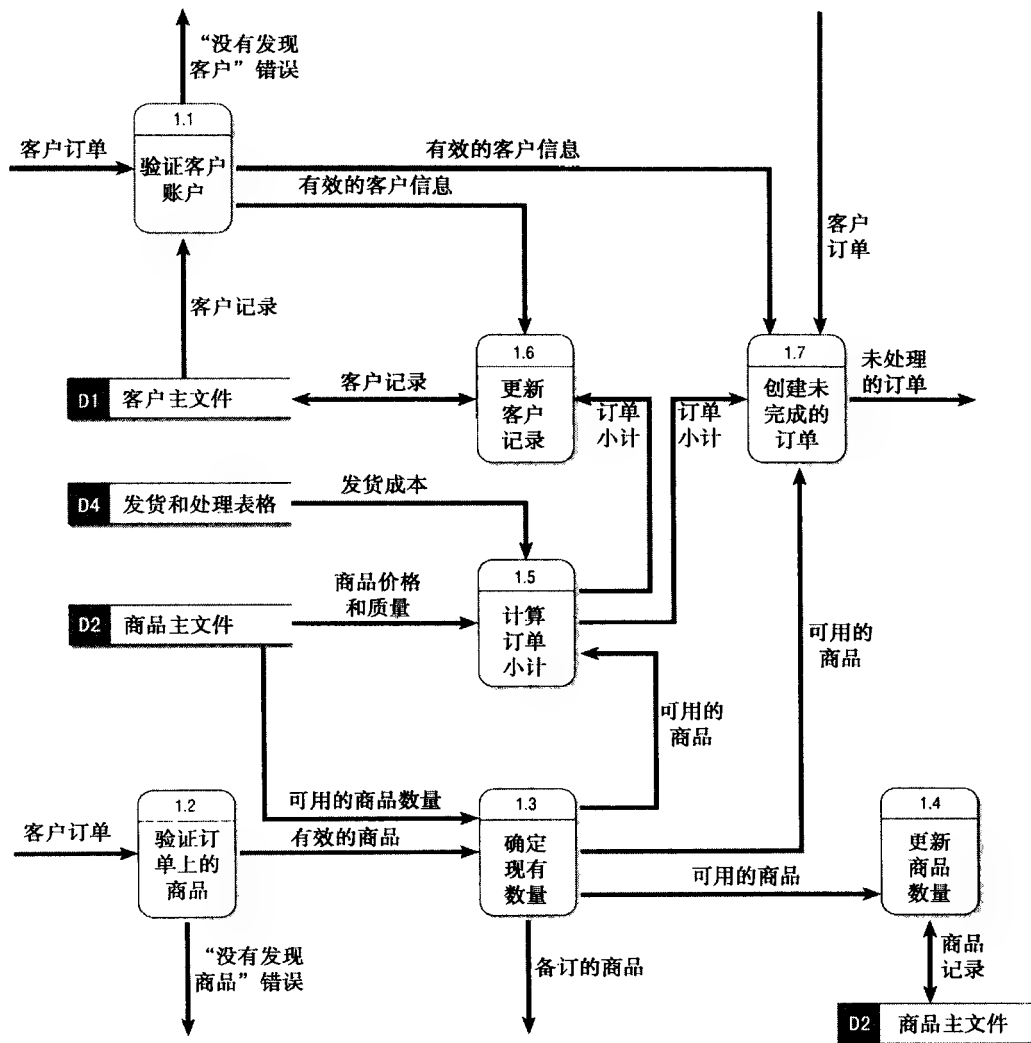 “没有发现
客户”错误
1.1
客户订单
验证客户
账户
有效的客户信息
有效的客户信息
客户
订单
客户记录
1.6
更新
客户
记录
1.7
创建未
完成的
订单
未处理
的订单
D1 客户主文件
客户记录
订单
小计
订单
小计
D4 发货和处理表格
发货成本
1.5
计算
订单
小计
商品价格
和质量
D2 商品主文件
可用的
商品
可用的
商品
1.2
验证订
单上的
商品
客户订单
可用的商品数量
有效的商品
1.3
确定
现有
数量
1.4
更新
商品
数量
可用的商品
“没有发现
商品”错误
备订的商品
商品
记录
D2 商品主文件